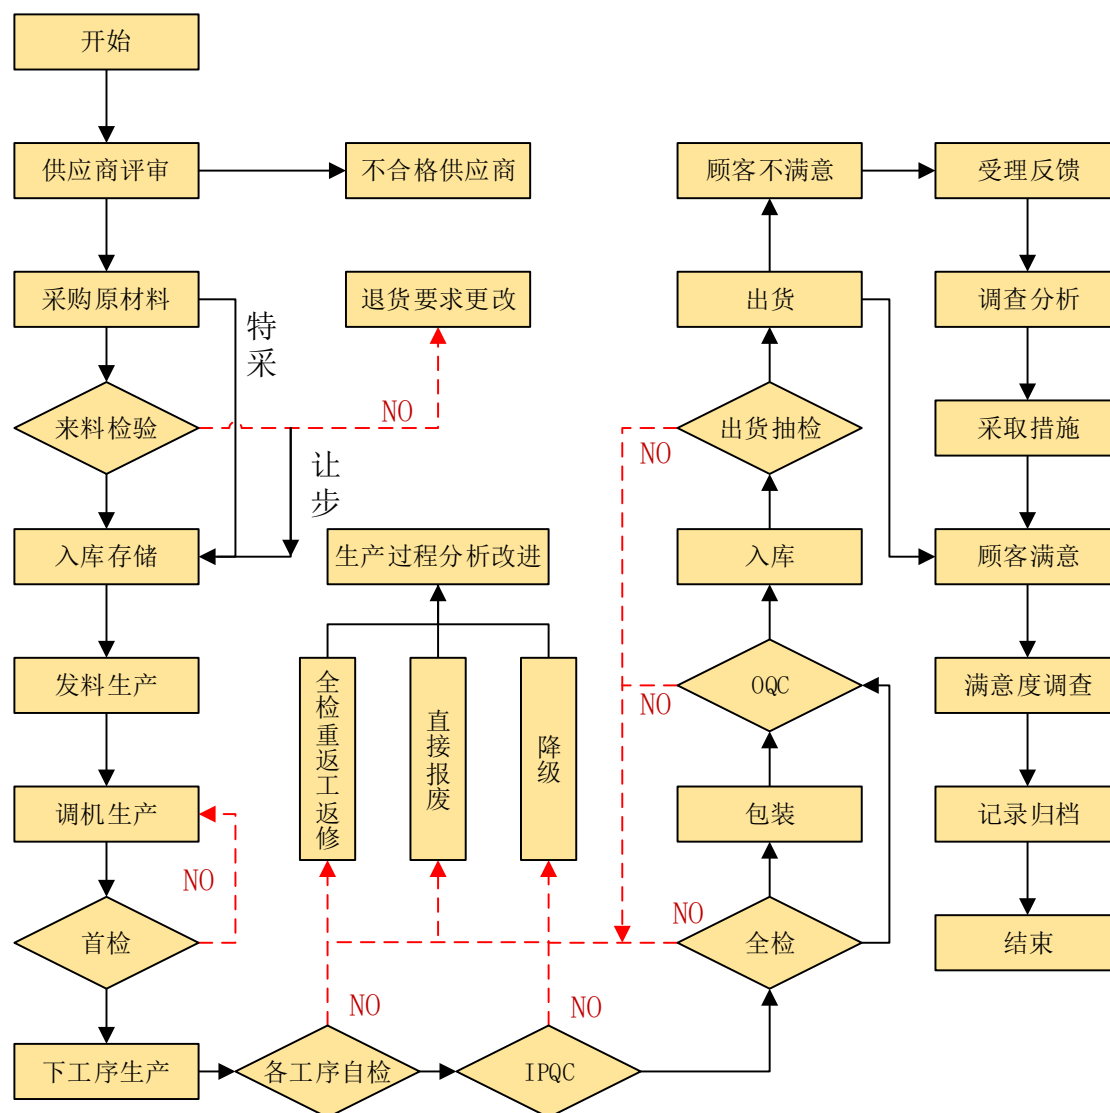 开始
供应商评审
不合格供应商
采购原材料
特采
退货要求更改
来料检验
NO
让步
入库存储
生产过程分析改进
发料生产
全检重返工返修
直接报废
降级
调机生产
NO
首检
下工序生产
各工序自检
NO
IPQC
NO
顾客不满意
受理反馈
出货
调查分析
出货抽检
NO
采取措施
入库
顾客满意
OQC
NO
满意度调查
包装
记录归档
NO
全检
结束